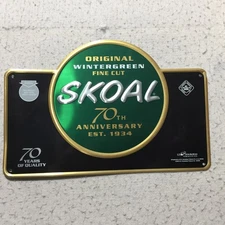 ORIGINAL
WINTERGREEN
FINE CUT
SKOAL
70TH
ANNIVERSARY
EST. 1934
70
YEARS
OF QUALITY